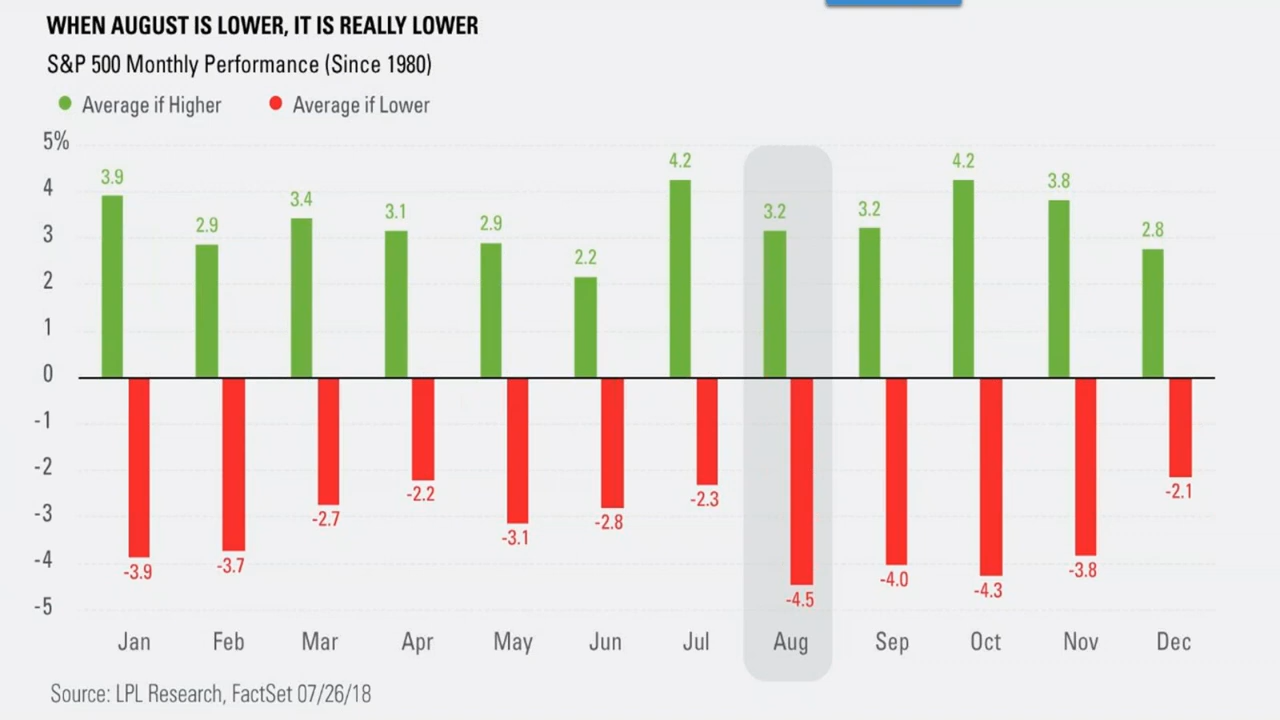 WHEN AUGUST IS LOWER, IT IS REALLY LOWER
S&P 500 Monthly Performance (Since 1980)
Average if Higher Average if Lower
5%
4
3
2
1
0
-1
-2
-3
-4
-5
3.9 2.9 3.4 3.1 2.9 2.2 4.2 3.2 3.2 4.2 3.8 2.8
-3.9 -3.7 -2.7 -2.2 -3.1 -2.8 -2.3 -4.5 -4.0 -4.3 -3.8 -2.1
Jan Feb Mar Apr May Jun Jul Aug Sep Oct Nov Dec
Source: LPL Research, FactSet 07/26/18